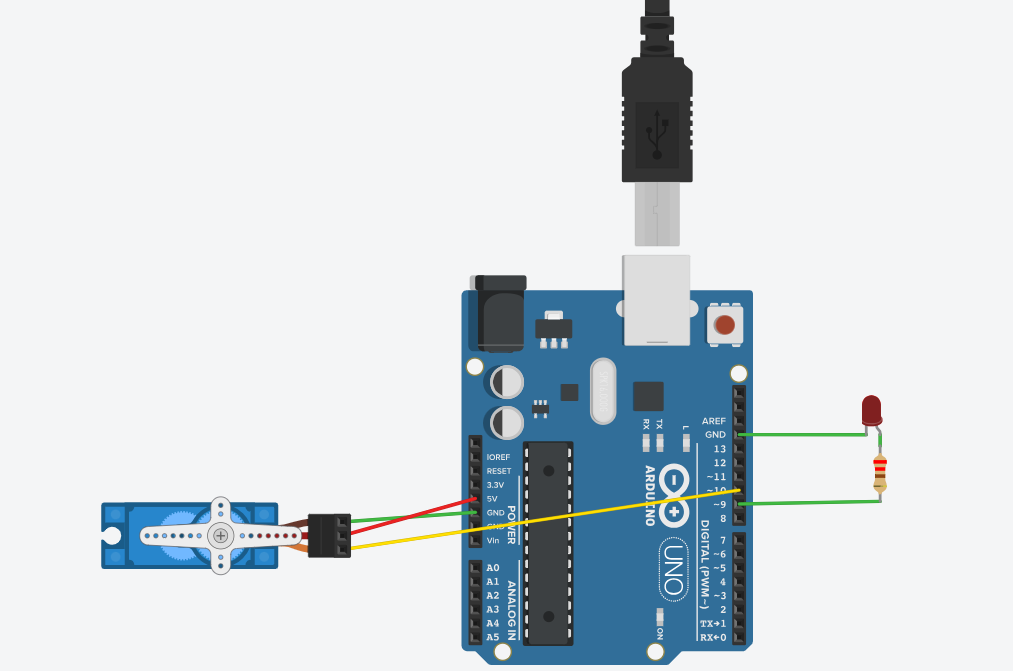 RX
TX
L
AREF
GND
13
12
~11
~10
~9
8
IOREF
RESET
3.3V
5V
GND
GND
Vin
POWER
ARDUINO
UNO
DIGITAL (PWM~)
7
~6
~5
4
~3
2
TX→1
RX←0
A0
A1
A2
A3
A4
A5
ANALOG IN
ON